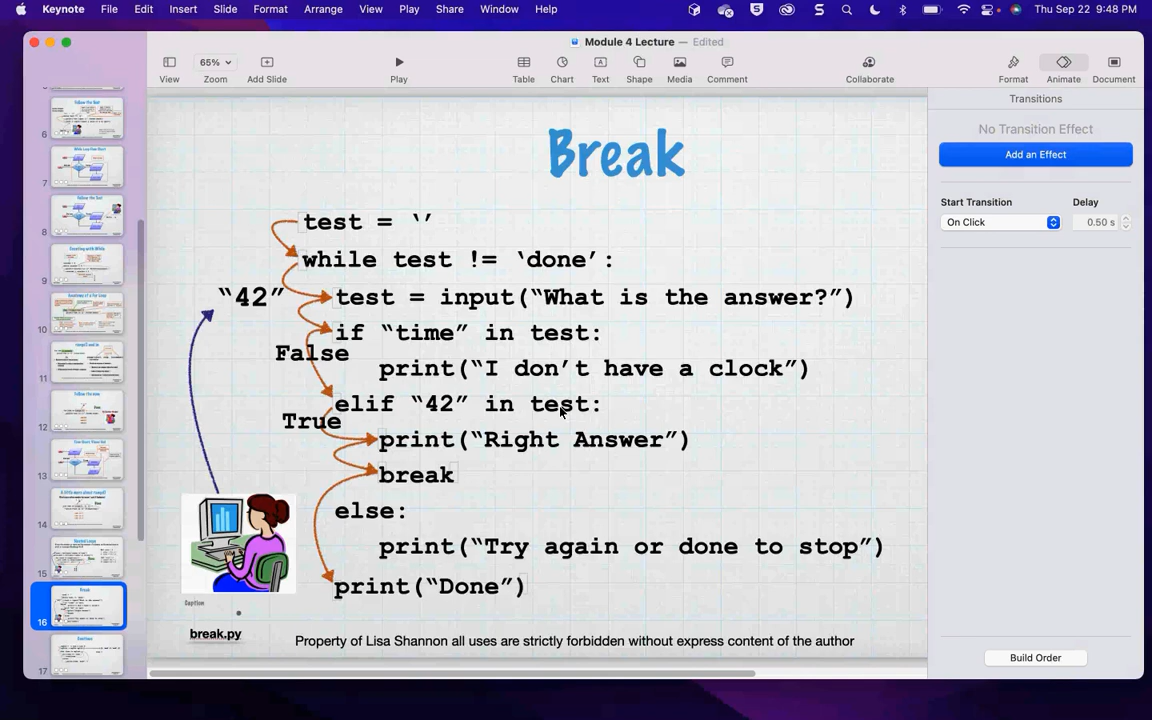 Keynote File Edit Insert Slide Format Arrange View Play Share Window Help Thu Sep 22 9:48 PM
Module 4 Lecture — Edited
65%
View Zoom Add Slide Play Table Chart Text Shape Media Comment Collaborate Format Animate Document
Transitions
No Transition Effect
Add an Effect
Start Transition Delay
On Click 0.50 s
Build Order
6
7
8
9
10
11
12
13
14
15
16
17
Break
test = ‘’
while test != ‘done’:
“42”
test = input(“What is the answer?”)
if “time” in test:
False
print(“I don’t have a clock”)
elif “42” in test:
True
print(“Right Answer”)
break
else:
print(“Try again or done to stop”)
print(“Done”)
Caption
break.py
Property of Lisa Shannon all uses are strictly forbidden without express content of the author